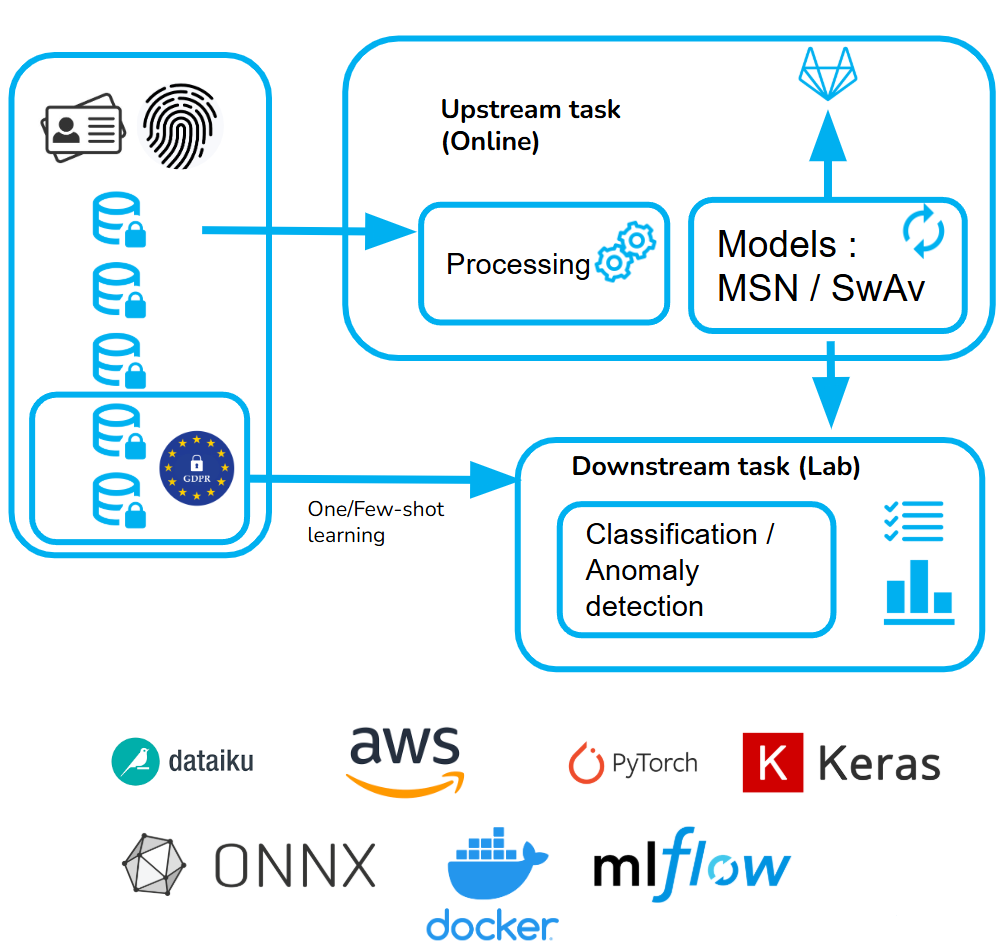 Upstream task
(Online)
Processing
Models :
MSN / SwAv
GDPR
One/Few-shot
learning
Downstream task (Lab)
Classification /
Anomaly
detection
dataiku
aws
PyTorch
K Keras
ONNX
docker
mlflow